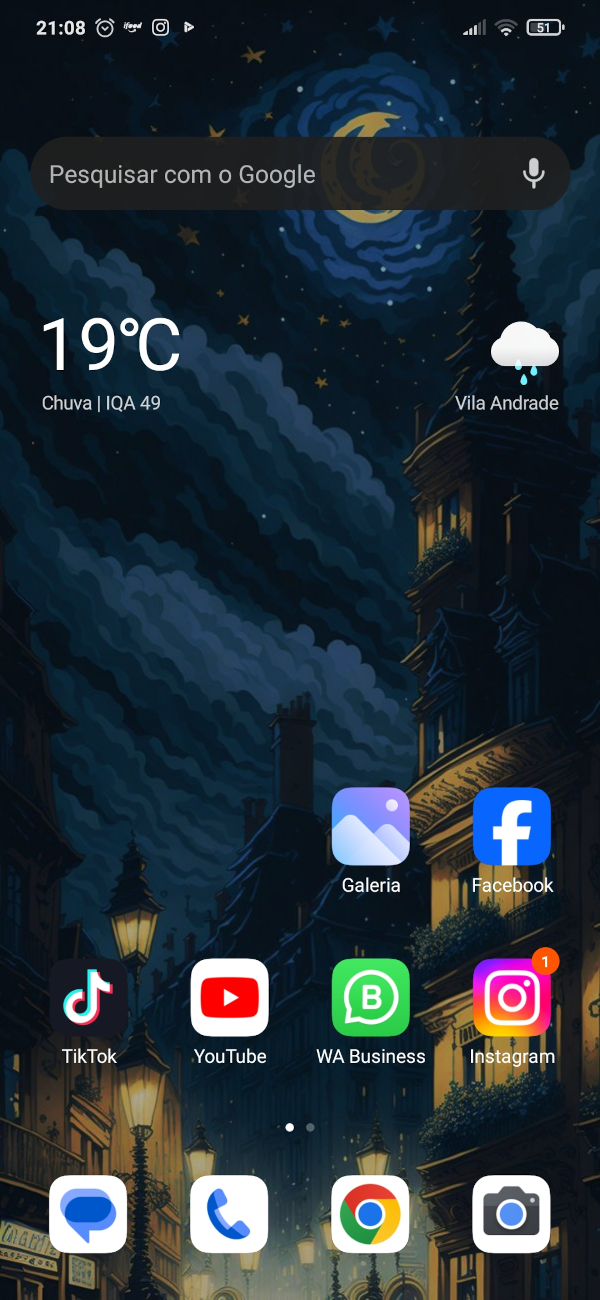 21:08
ifood
51
Pesquisar com o Google
19°C
Chuva | IQA 49
Vila Andrade
Galeria
Facebook
1
TikTok
YouTube
WA Business
Instagram